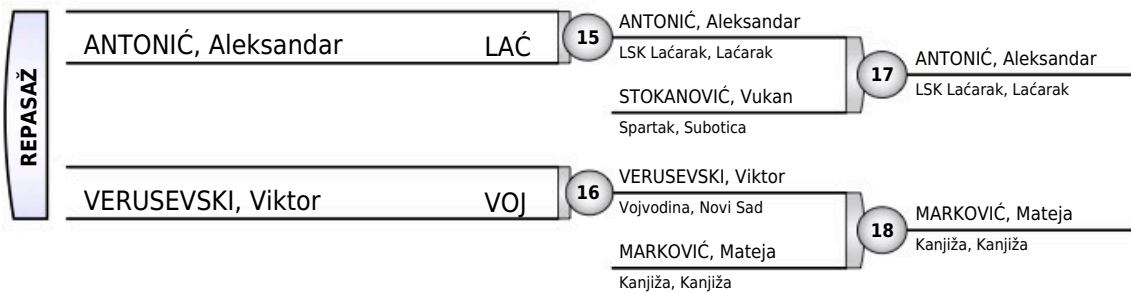 REPASAŽ
ANTONIĆ, Aleksandar LAĆ
15
ANTONIĆ, Aleksandar
LSK Laćarak, Laćarak
STOKANOVIĆ, Vukan
Spartak, Subotica
17
ANTONIĆ, Aleksandar
LSK Laćarak, Laćarak
VERUSEVSKI, Viktor VOJ
16
VERUSEVSKI, Viktor
Vojvodina, Novi Sad
MARKOVIĆ, Mateja
Kanjiža, Kanjiža
18
MARKOVIĆ, Mateja
Kanjiža, Kanjiža